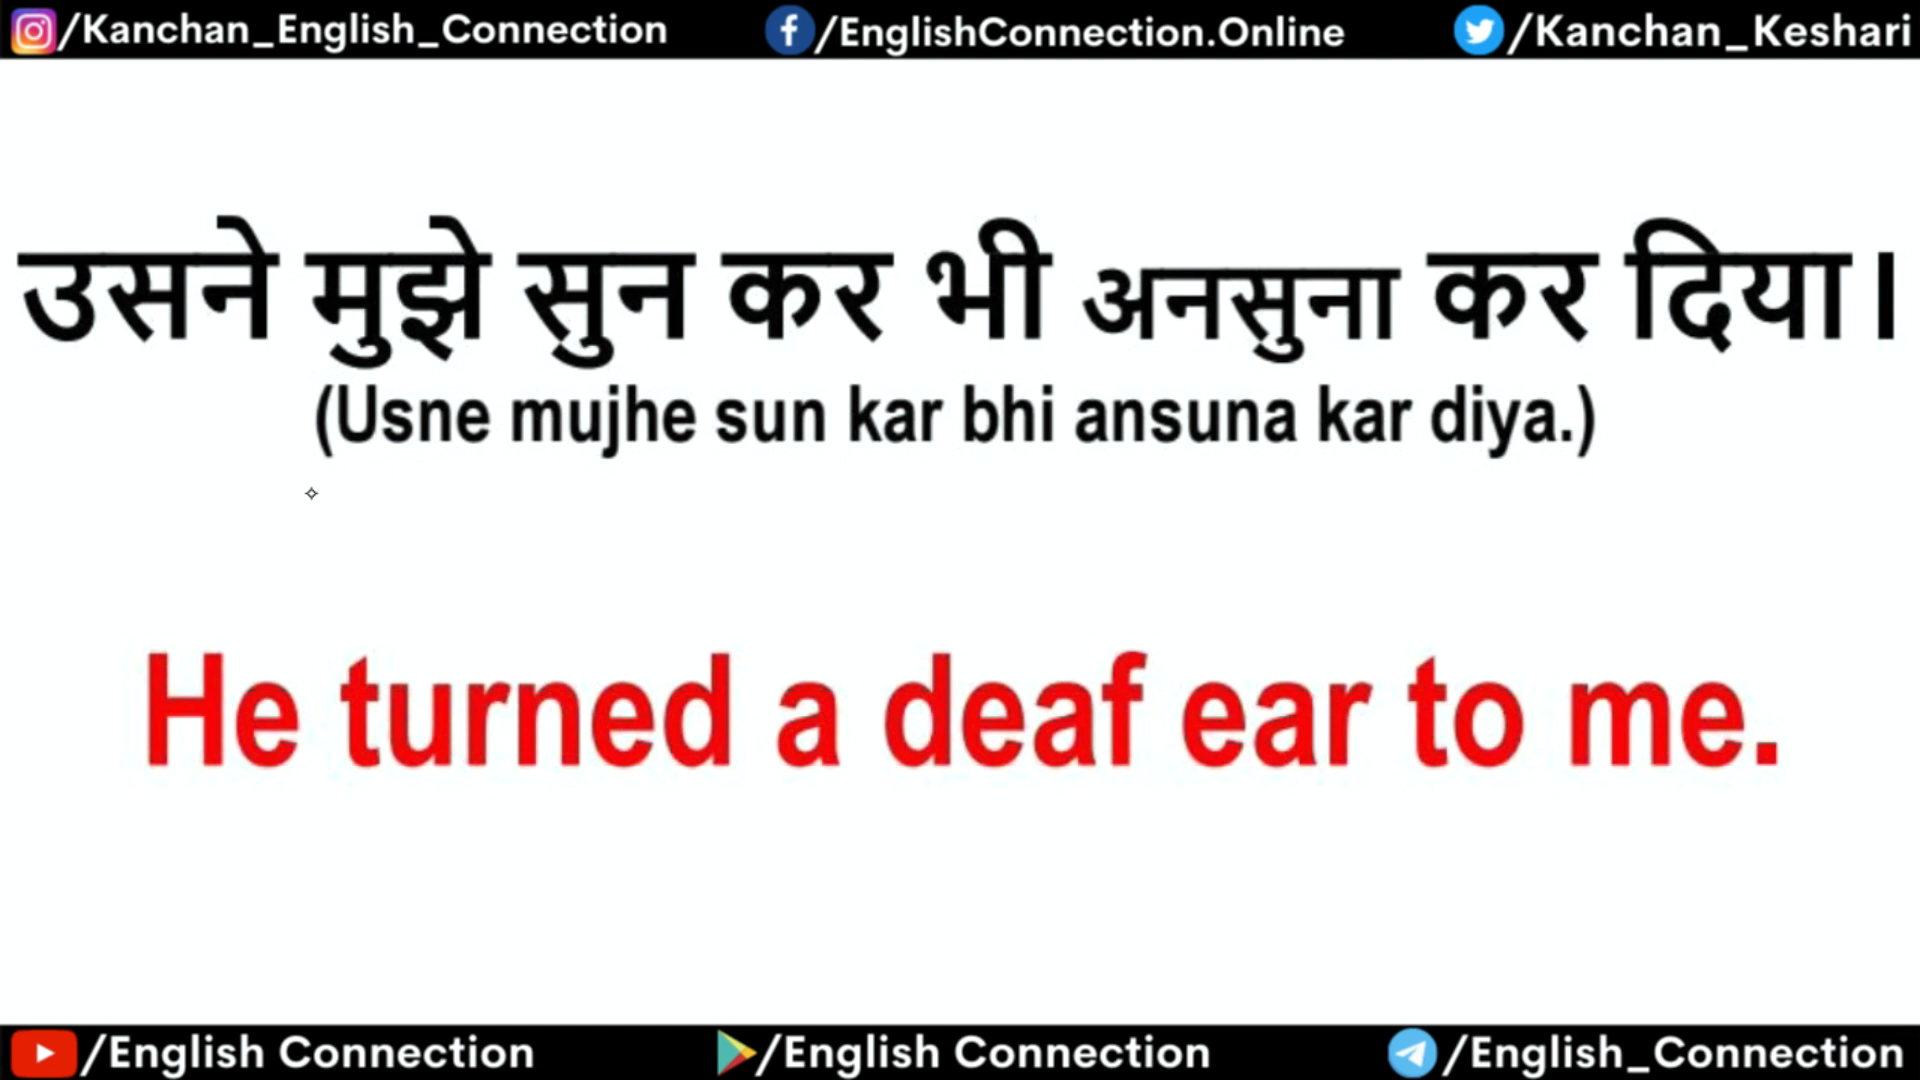 /Kanchan_English_Connection /EnglishConnection.Online /Kanchan_Keshari
उसने मुझे सुन कर भी अनसुना कर दिया।
(Usne mujhe sun kar bhi ansuna kar diya.)
He turned a deaf ear to me.
/English Connection /English Connection /English_Connection